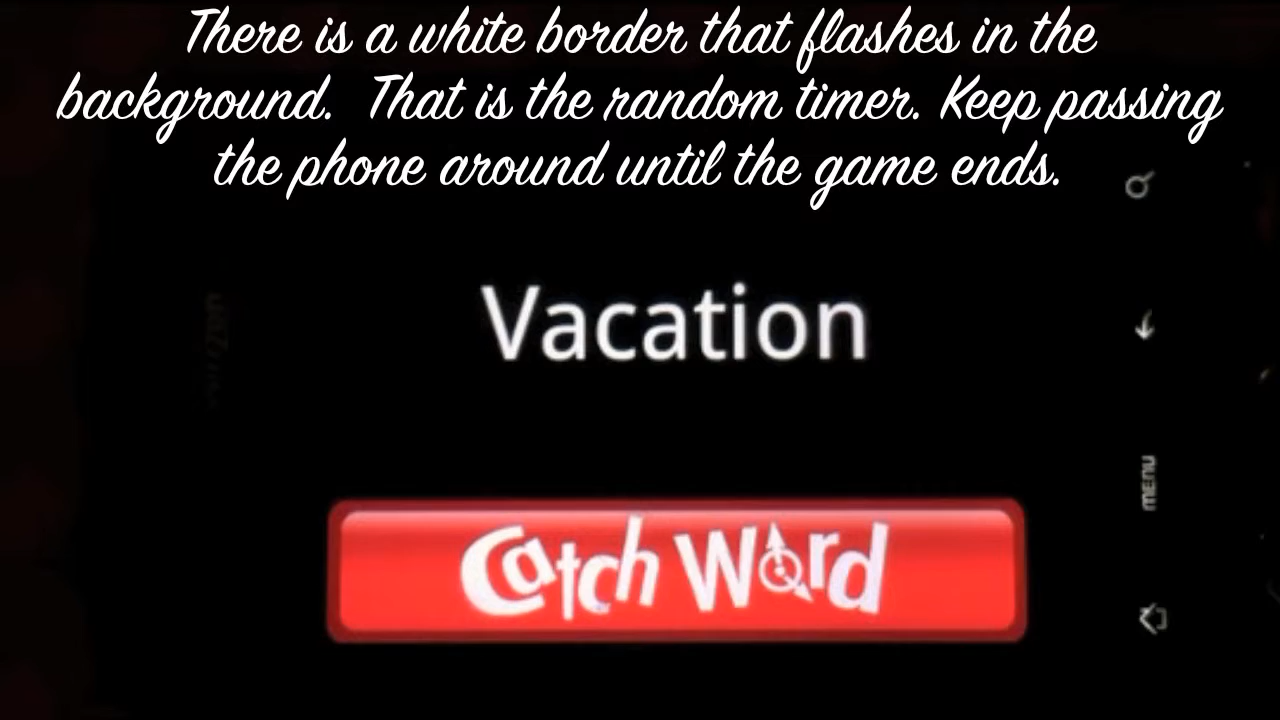 There is a white border that flashes in the
background. That is the random timer. Keep passing
the phone around until the game ends.
Vacation
Catch Word
MENU